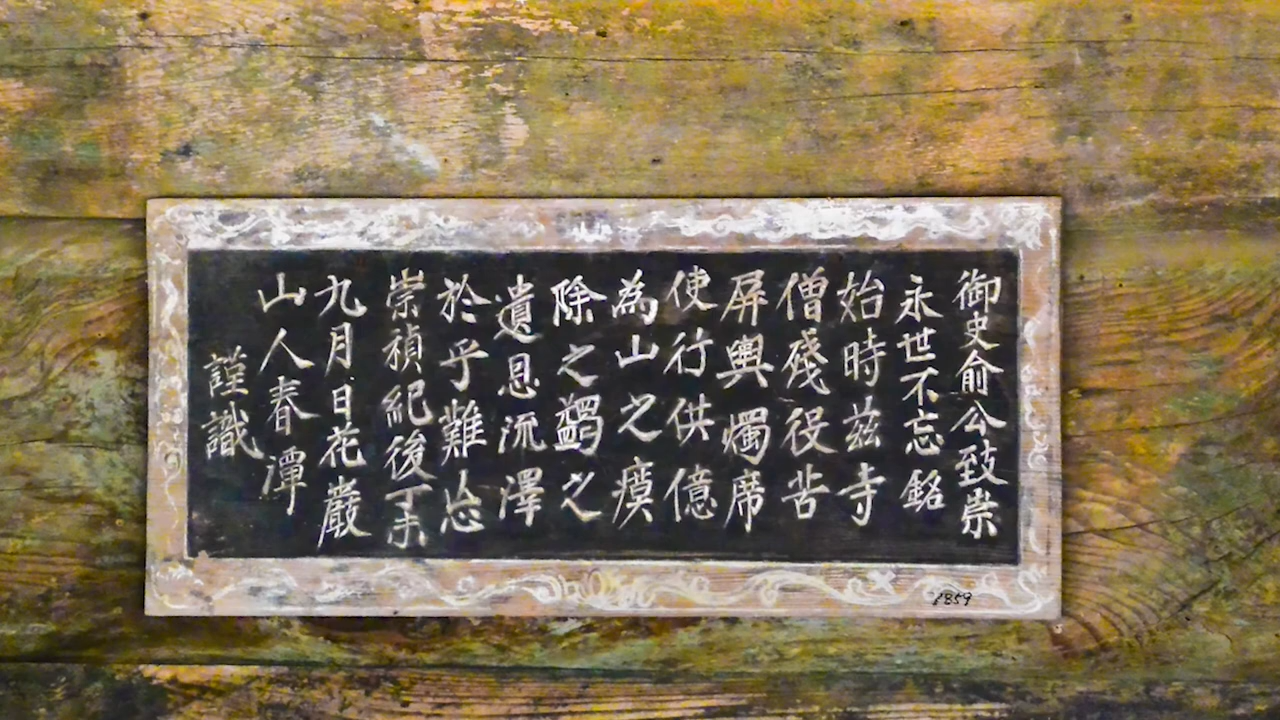 御史俞公致崇
永世不忘銘
始時茲寺
僧殘役苦
屏輿燭席
使行供億
為山之瘼
除之蠲之
遺恩流澤
於乎難忘
崇禎紀後丁未
九月日花巖
山人春潭
謹識
1859